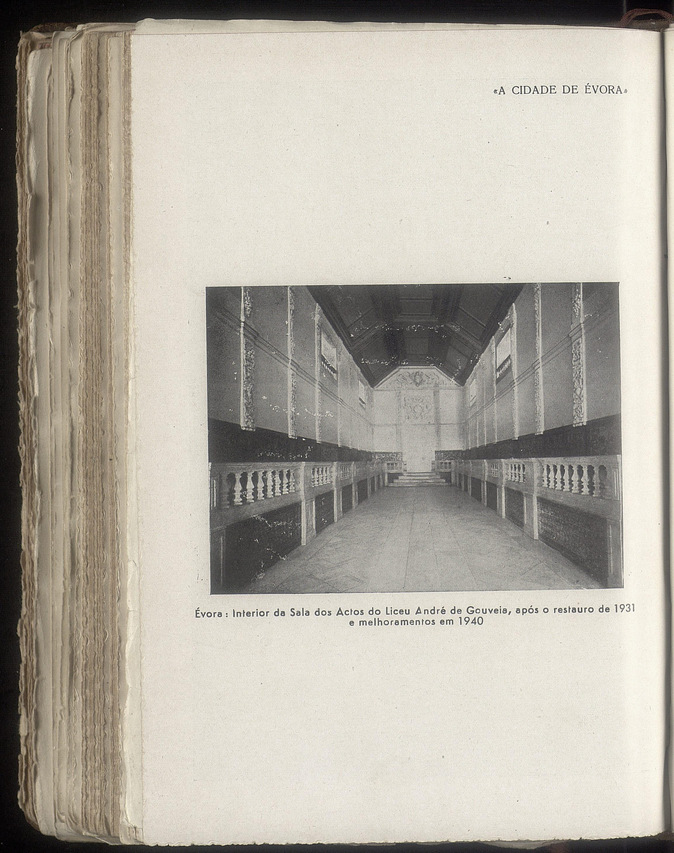 «A CIDADE DE ÉVORA»
Évora : Interior da Sala dos Actos do Liceu André de Gouveia, após o restauro de 1931
e melhoramentos em 1940